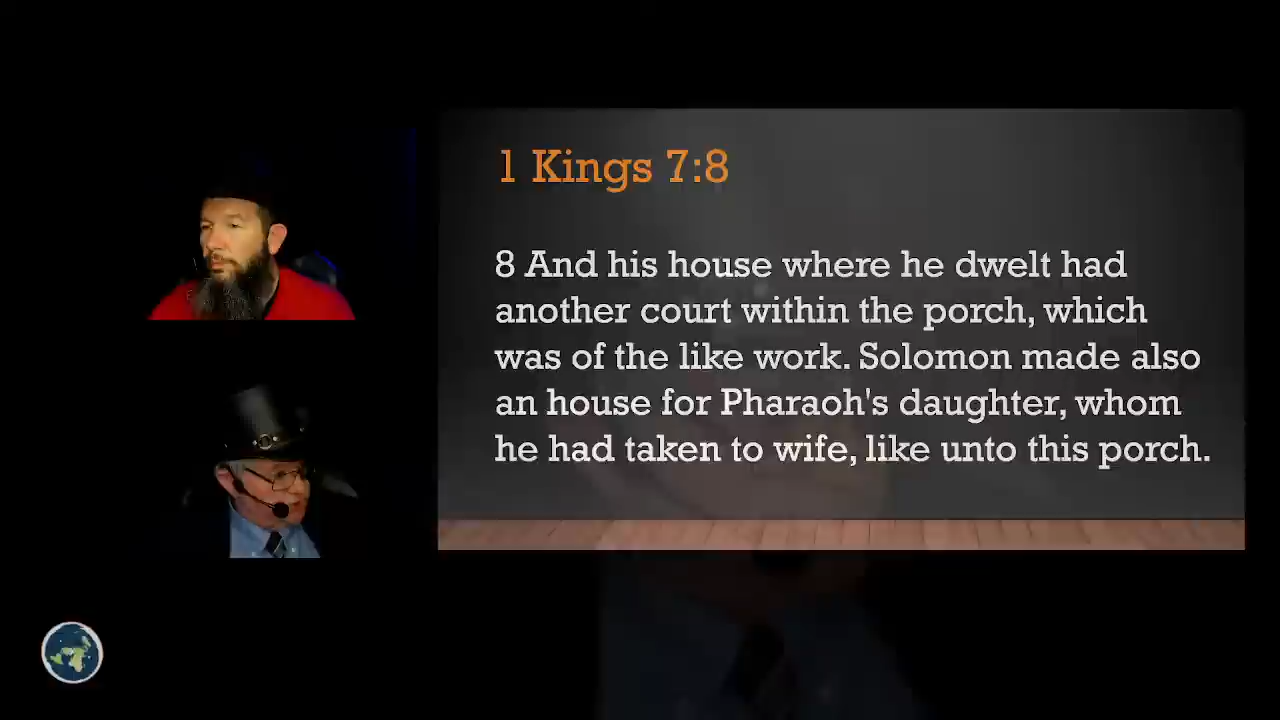 1 Kings 7:8
8 And his house where he dwelt had
another court within the porch, which
was of the like work. Solomon made also
an house for Pharaoh's daughter, whom
he had taken to wife, like unto this porch.